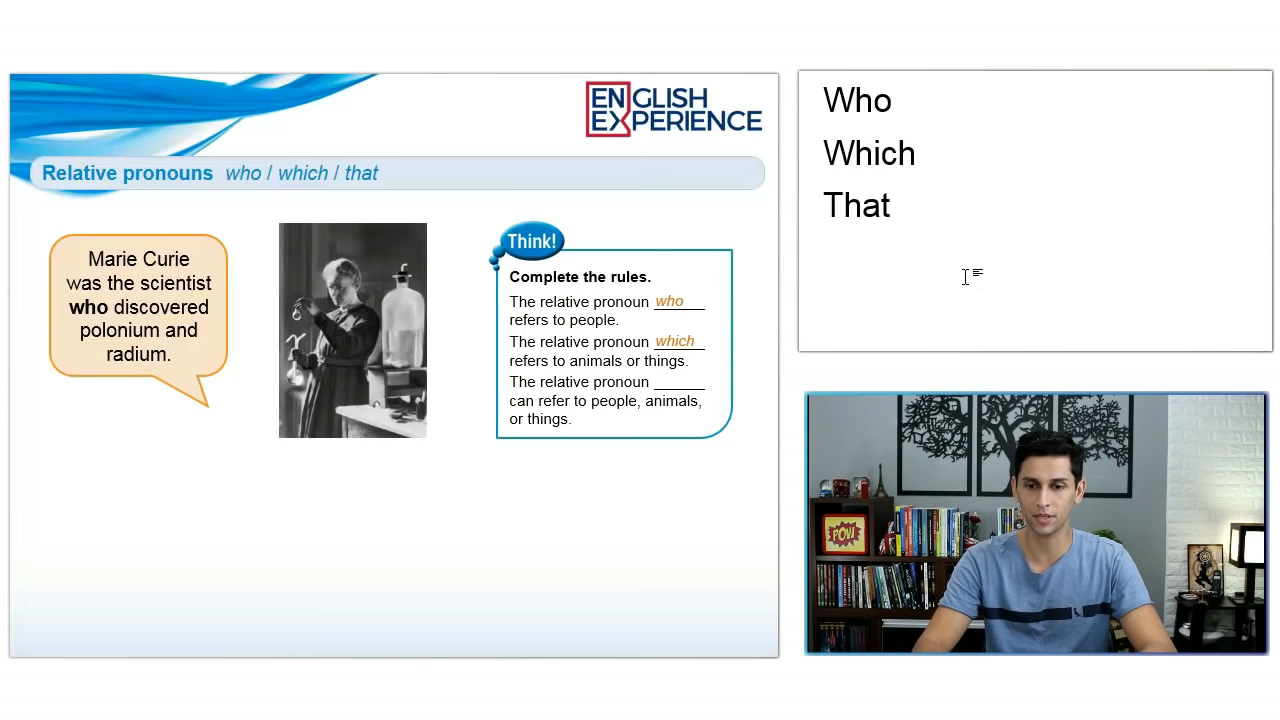 ENGLISH
EXPERIENCE
Relative pronouns who / which / that
Marie Curie
was the scientist
who discovered
polonium and
radium.
Think!
Complete the rules.
The relative pronoun who
refers to people.
The relative pronoun which
refers to animals or things.
The relative pronoun ______
can refer to people, animals,
or things.
Who
Which
That
POW!